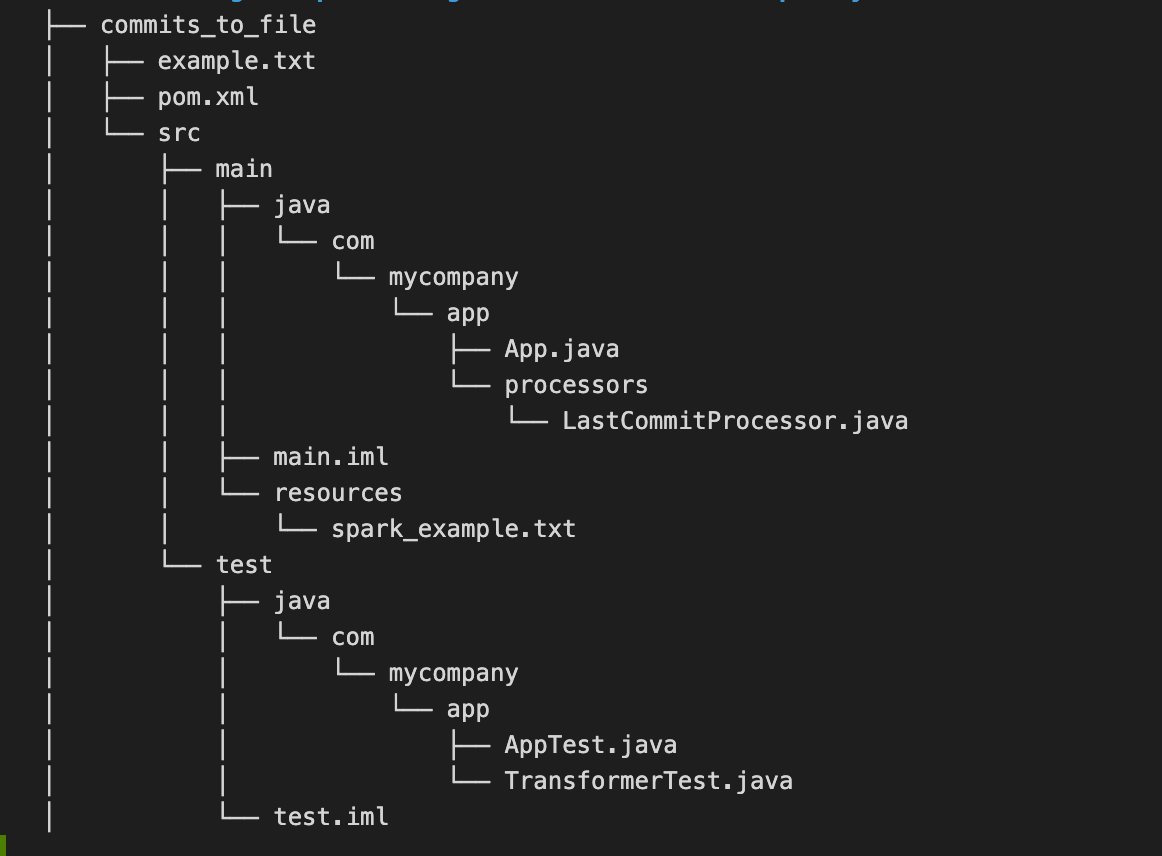 ├── commits_to_file
│   ├── example.txt
│   ├── pom.xml
│   └── src
│       ├── main
│       │   ├── java
│       │   │   └── com
│       │   │       └── mycompany
│       │   │           └── app
│       │   │               ├── App.java
│       │   │               └── processors
│       │   │                   └── LastCommitProcessor.java
│       │   ├── main.iml
│       │   └── resources
│       │       └── spark_example.txt
│       └── test
│           ├── java
│           │   └── com
│           │       └── mycompany
│           │           └── app
│           │               ├── AppTest.java
│           │               └── TransformerTest.java
│           └── test.iml